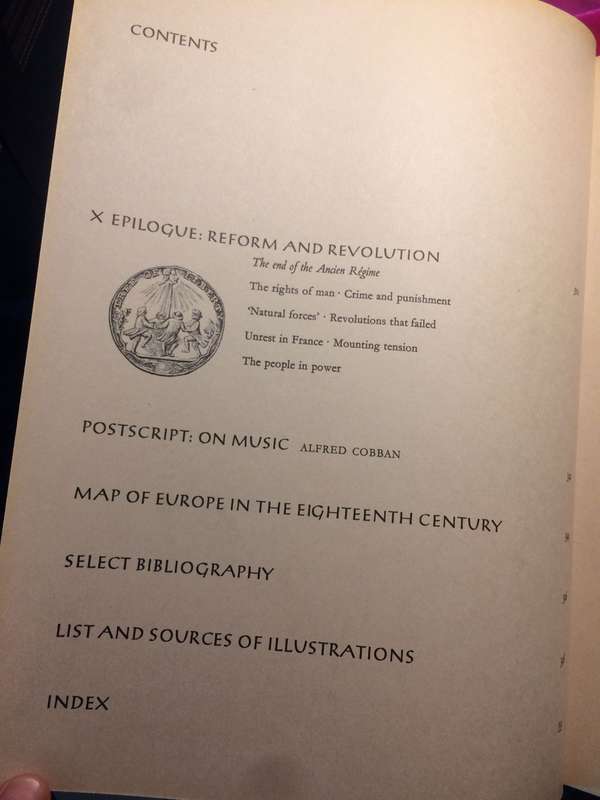 CONTENTS
X EPILOGUE: REFORM AND REVOLUTION
The end of the Ancien Régime
The rights of man · Crime and punishment
'Natural forces' · Revolutions that failed
Unrest in France · Mounting tension
The people in power
POSTSCRIPT: ON MUSIC ALFRED COBBAN
MAP OF EUROPE IN THE EIGHTEENTH CENTURY
SELECT BIBLIOGRAPHY
LIST AND SOURCES OF ILLUSTRATIONS
INDEX